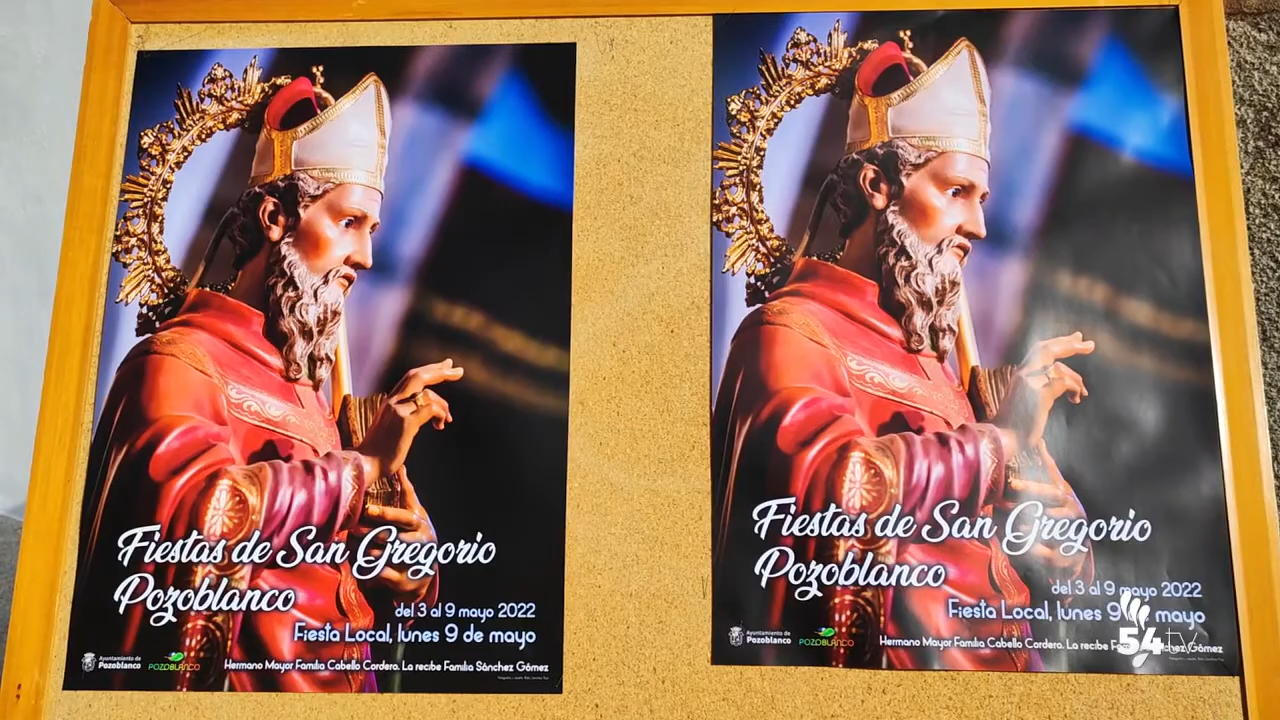 Fiestas de San Gregorio
Pozoblanco
del 3 al 9 mayo 2022
Fiesta Local, lunes 9 de mayo
Ayuntamiento de
Pozoblanco
POZOBLANCO
Hermano Mayor Familia Cabello Cordero. La recibe Familia Sánchez Gómez
Fiestas de San Gregorio
Pozoblanco
del 3 al 9 mayo 2022
Fiesta Local, lunes 9 mayo
Ayuntamiento de
Pozoblanco
POZOBLANCO
Hermano Mayor Familia Cabello Cordero. La recibe Gómez
54tv